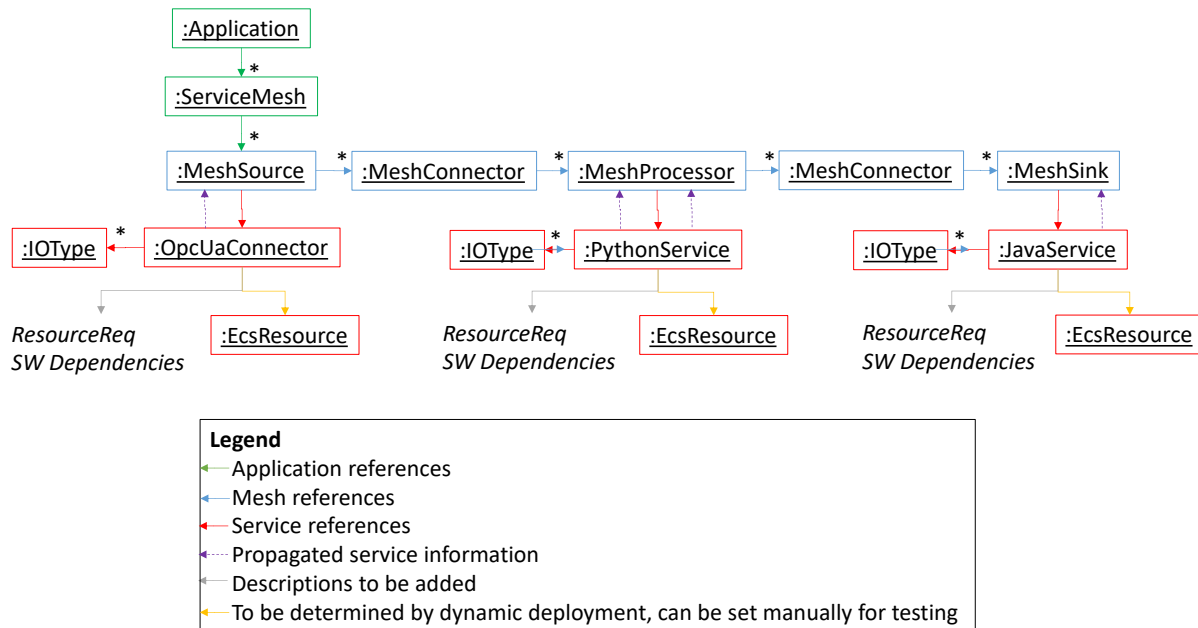 :Application
*
:ServiceMesh
*
:MeshSource
*
:MeshConnector
*
:MeshProcessor
*
:MeshConnector
*
:MeshSink
:IOType
*
:OpcUaConnector
:IOType
*
:PythonService
:IOType
*
:JavaService
ResourceReq
SW Dependencies
:EcsResource
ResourceReq
SW Dependencies
:EcsResource
ResourceReq
SW Dependencies
:EcsResource
Legend
Application references
Mesh references
Service references
Propagated service information
Descriptions to be added
To be determined by dynamic deployment, can be set manually for testing